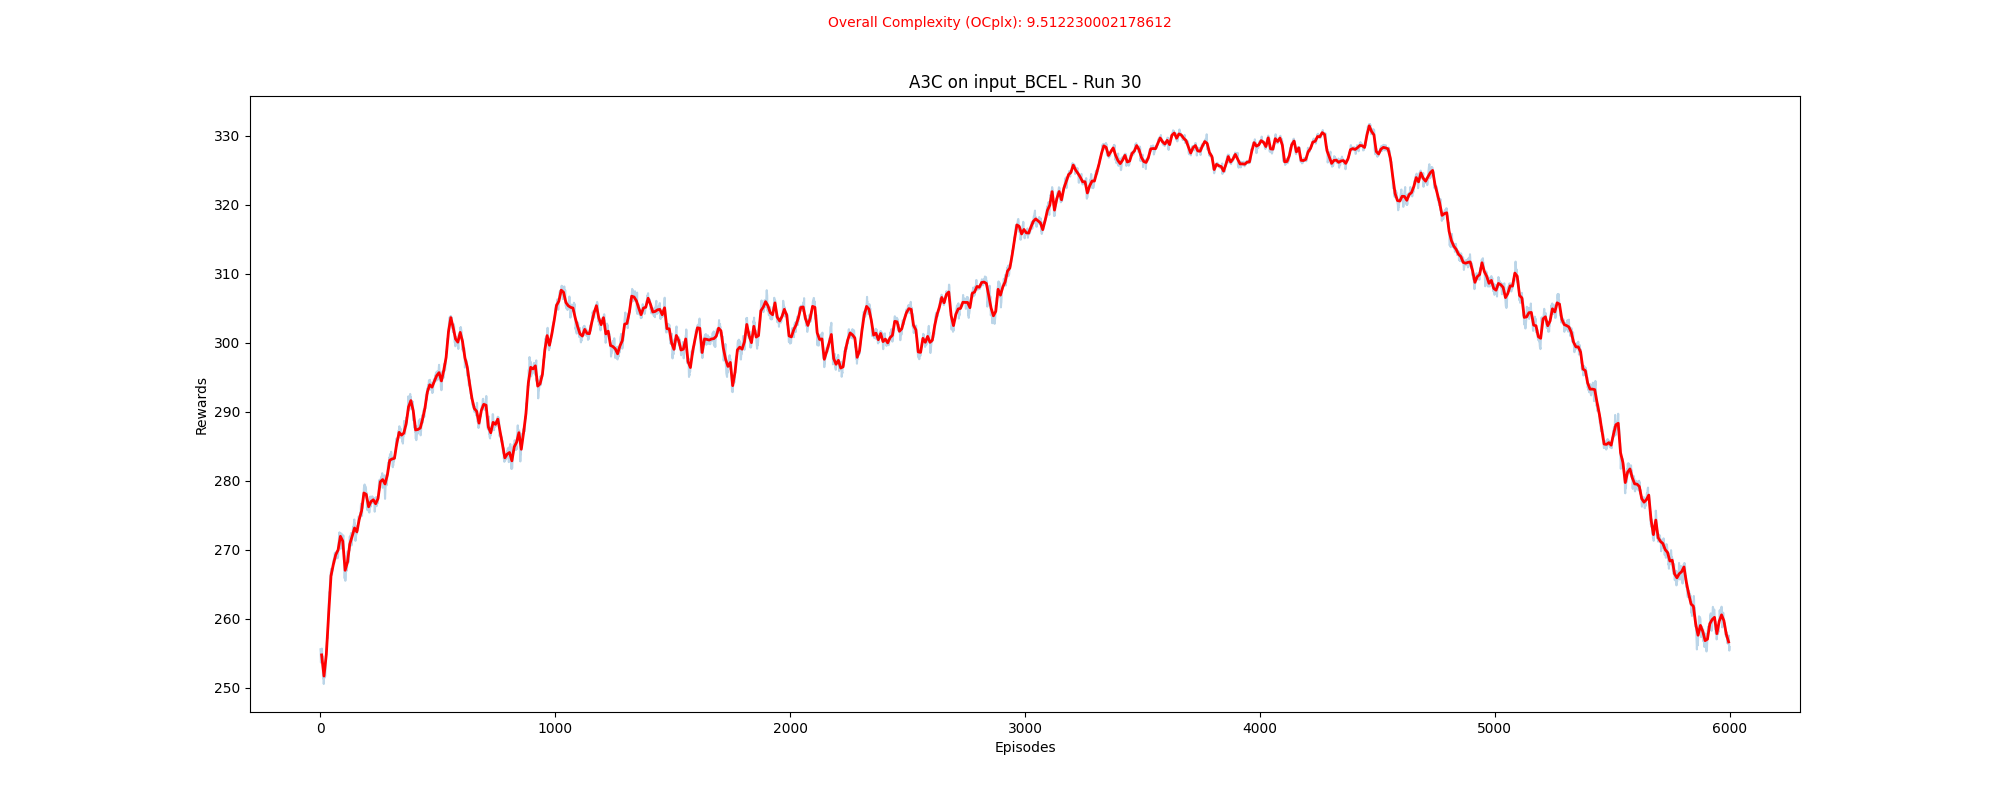 Overall Complexity (OCplx): 9.512230002178612
A3C on input_BCEL - Run 30
330
320
310
300
290
280
270
260
250
Rewards
0 1000 2000 3000 4000 5000 6000
Episodes